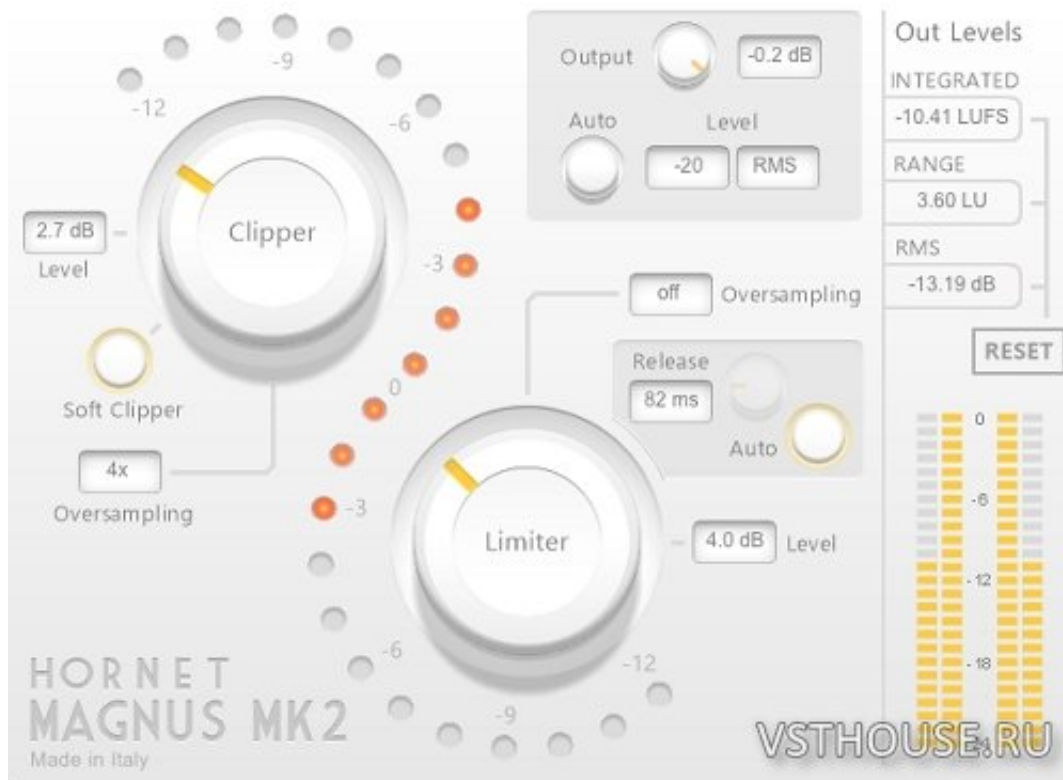 -12
-9
-6
-3
0
-3
-6
-9
-12
Clipper
2.7 dB
Level
Soft Clipper
4x
Oversampling
Output
-0.2 dB
Auto
Level
-20
RMS
off
Oversampling
Release
82 ms
Auto
Limiter
4.0 dB
Level
Out Levels
INTEGRATED
-10.41 LUFS
RANGE
3.60 LU
RMS
-13.19 dB
RESET
0
-6
-12
-18
-24
HORNET
MAGNUS MK2
Made in Italy
VSTHOUSE.RU